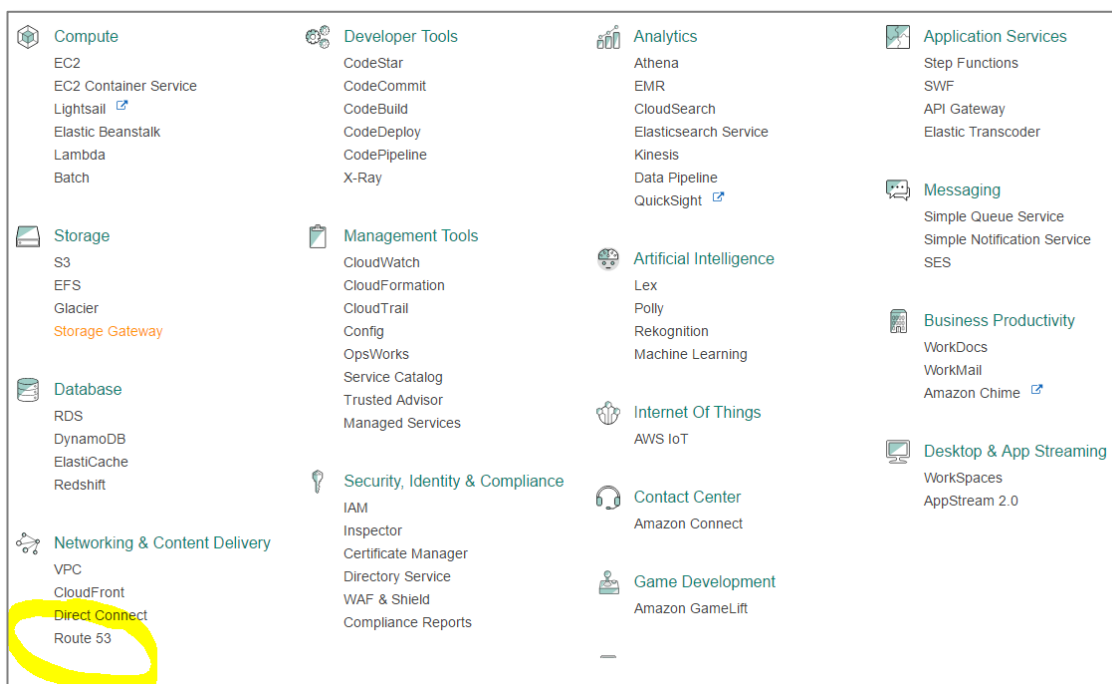 Compute
EC2
EC2 Container Service
Lightsail
Elastic Beanstalk
Lambda
Batch
Storage
S3
EFS
Glacier
Storage Gateway
Database
RDS
DynamoDB
ElastiCache
Redshift
Networking & Content Delivery
VPC
CloudFront
Direct Connect
Route 53
Developer Tools
CodeStar
CodeCommit
CodeBuild
CodeDeploy
CodePipeline
X-Ray
Management Tools
CloudWatch
CloudFormation
CloudTrail
Config
OpsWorks
Service Catalog
Trusted Advisor
Managed Services
Security, Identity & Compliance
IAM
Inspector
Certificate Manager
Directory Service
WAF & Shield
Compliance Reports
Analytics
Athena
EMR
CloudSearch
Elasticsearch Service
Kinesis
Data Pipeline
QuickSight
Artificial Intelligence
Lex
Polly
Rekognition
Machine Learning
Internet Of Things
AWS IoT
Contact Center
Amazon Connect
Game Development
Amazon GameLift
Application Services
Step Functions
SWF
API Gateway
Elastic Transcoder
Messaging
Simple Queue Service
Simple Notification Service
SES
Business Productivity
WorkDocs
WorkMail
Amazon Chime
Desktop & App Streaming
WorkSpaces
AppStream 2.0